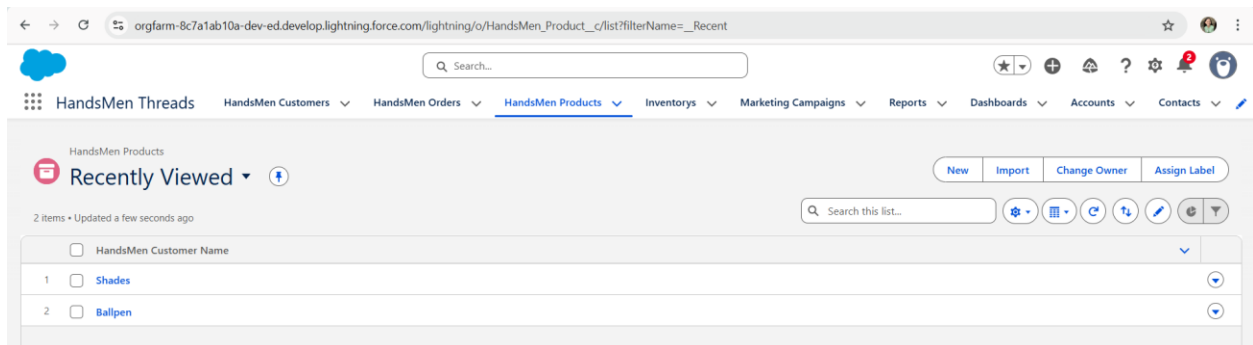 orgfarm-8c7a1ab10a-dev-ed.develop.lightning.force.com/lightning/o/HandsMen_Product__c/list?filterName=__Recent
Search...
2
HandsMen Threads HandsMen Customers HandsMen Orders HandsMen Products Inventorys Marketing Campaigns Reports Dashboards Accounts Contacts
HandsMen Products
Recently Viewed
New Import Change Owner Assign Label
2 items • Updated a few seconds ago
Search this list...
HandsMen Customer Name
1 Shades
2 Ballpen